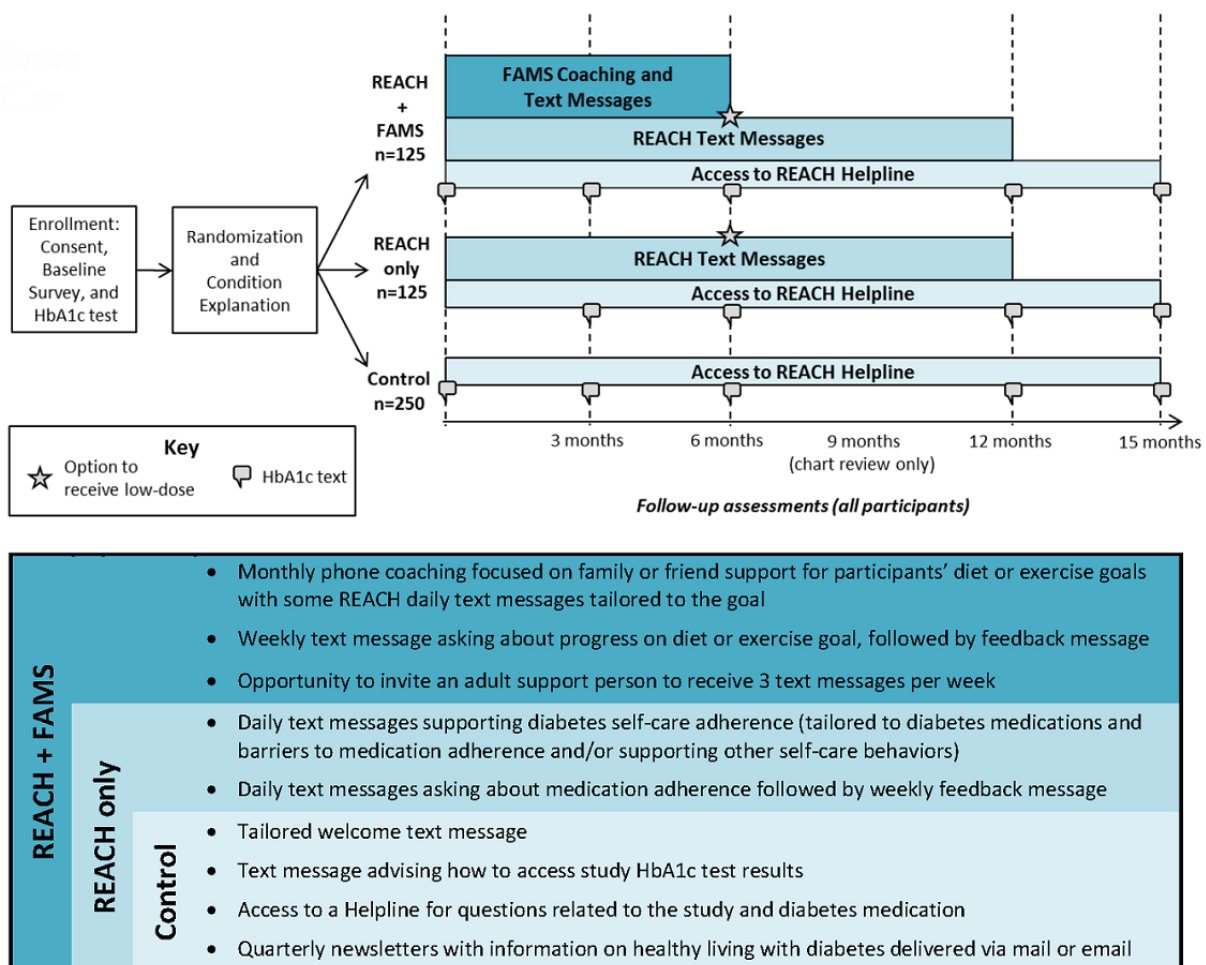 REACH
+
FAMS
n=125
FAMS Coaching and
Text Messages
REACH Text Messages
Access to REACH Helpline
Enrollment:
Consent,
Baseline
Survey, and
HbA1c test
Randomization
and
Condition
Explanation
REACH
only
n=125
REACH Text Messages
Access to REACH Helpline
Control
n=250
Access to REACH Helpline
3 months
6 months
9 months
(chart review only)
12 months
15 months
Key
Option to
receive low-dose
HbA1c text
Follow-up assessments (all participants)
REACH + FAMS
• Monthly phone coaching focused on family or friend support for participants' diet or exercise goals
with some REACH daily text messages tailored to the goal
• Weekly text message asking about progress on diet or exercise goal, followed by feedback message
• Opportunity to invite an adult support person to receive 3 text messages per week
REACH only
• Daily text messages supporting diabetes self-care adherence (tailored to diabetes medications and
barriers to medication adherence and/or supporting other self-care behaviors)
• Daily text messages asking about medication adherence followed by weekly feedback message
Control
• Tailored welcome text message
• Text message advising how to access study HbA1c test results
• Access to a Helpline for questions related to the study and diabetes medication
• Quarterly newsletters with information on healthy living with diabetes delivered via mail or email